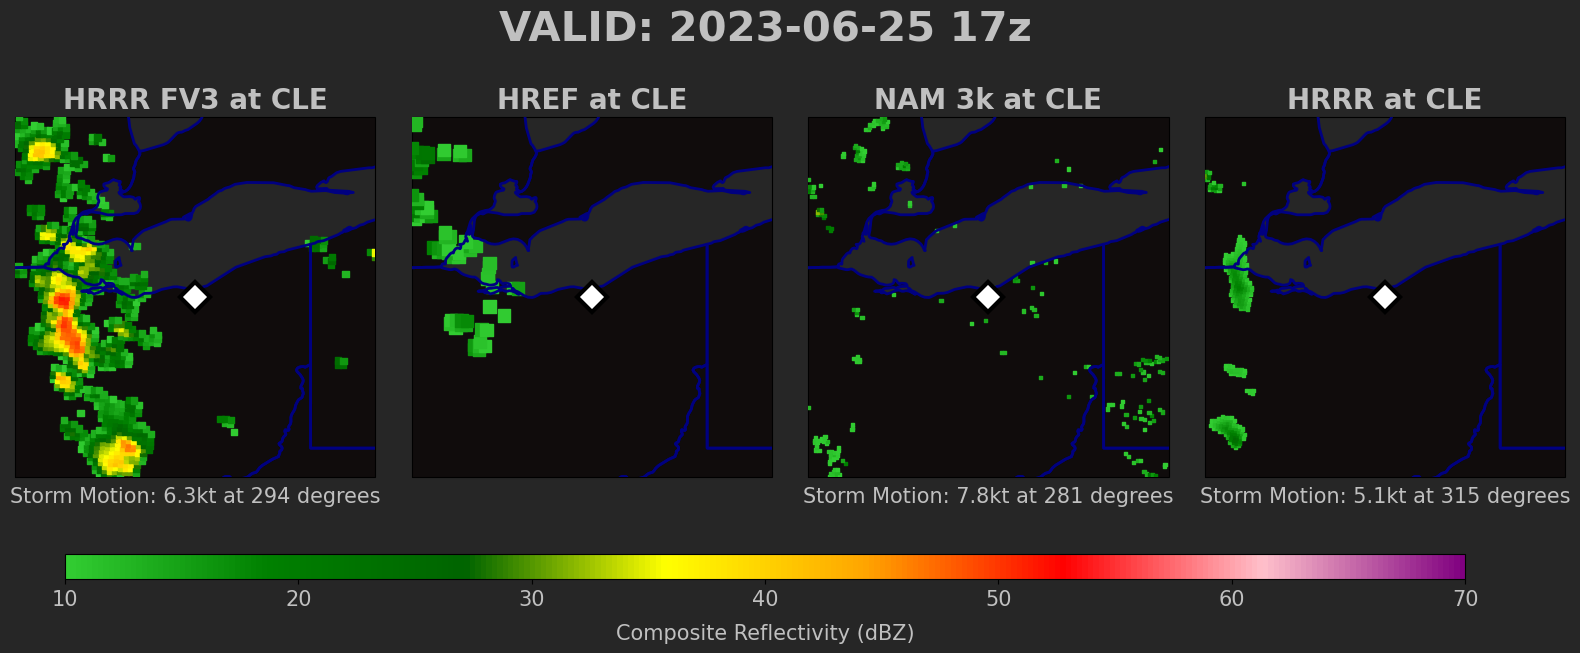 VALID: 2023-06-25 17z
HRRR FV3 at CLE
HREF at CLE
NAM 3k at CLE
HRRR at CLE
Storm Motion: 6.3kt at 294 degrees
Storm Motion: 7.8kt at 281 degrees
Storm Motion: 5.1kt at 315 degrees
10 20 30 40 50 60 70
Composite Reflectivity (dBZ)